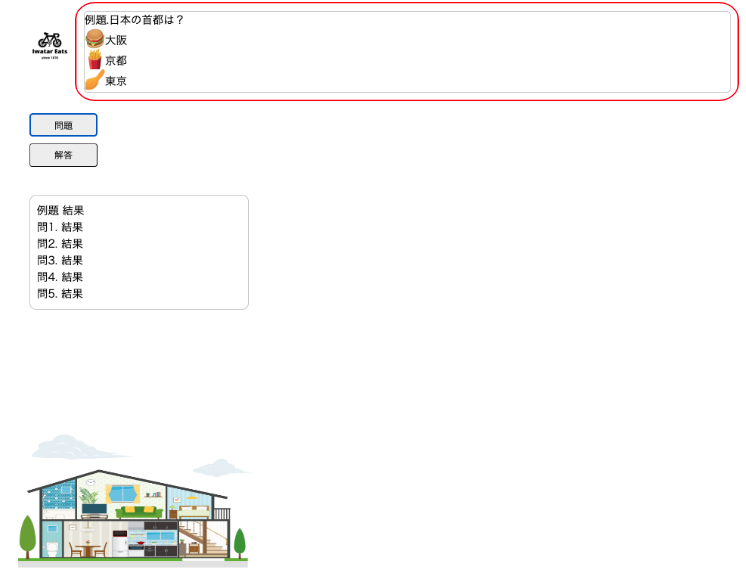 例題.日本の首都は？
大阪
京都
東京
Iwatar Eats
問題
解答
例題 結果
問1. 結果
問2. 結果
問3. 結果
問4. 結果
問5. 結果